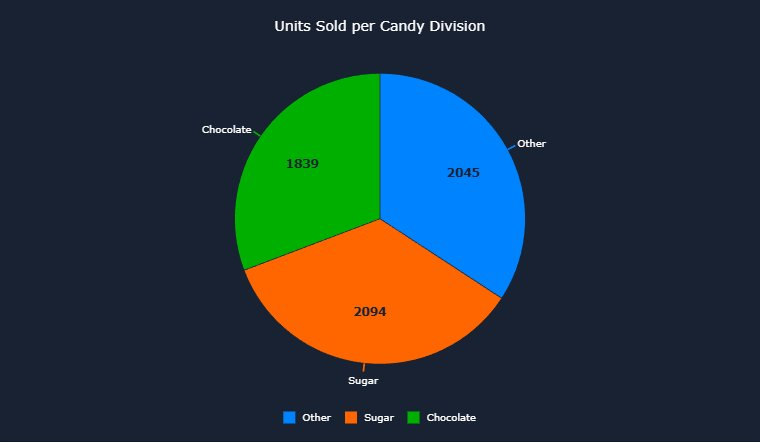 Units Sold per Candy Division
Chocolate
Other
1839
2045
2094
Sugar
Other Sugar Chocolate